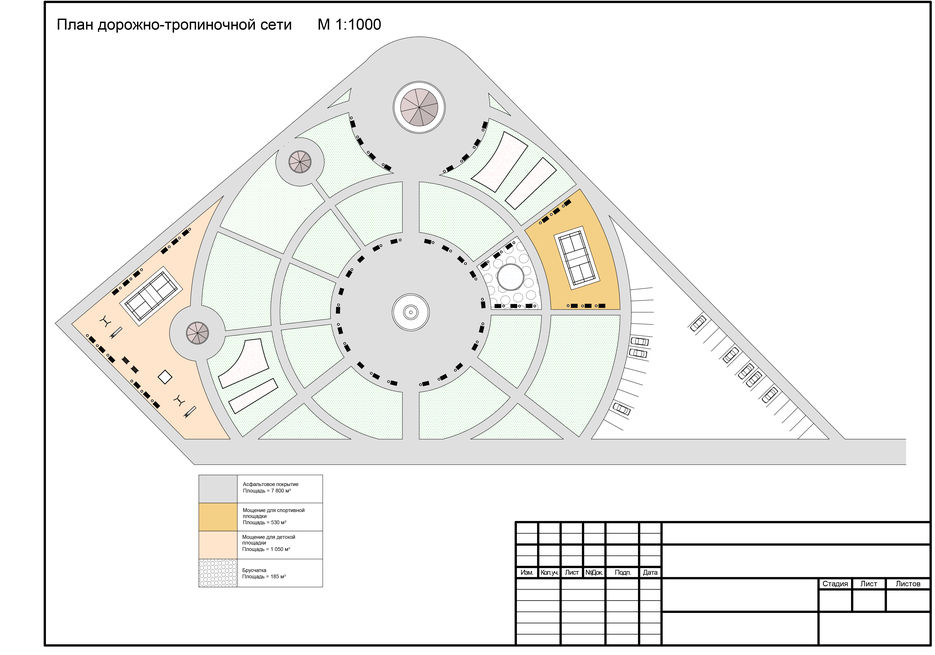 План дорожно-тропиночной сети М 1:1000
Асфальтовое покрытие
Площадь = 7 800 м²
Мощение для спортивной
площадки
Площадь = 530 м²
Мощение для детской
площадки
Площадь = 1 050 м²
Брусчатка
Площадь = 185 м²
Изм. Кол.уч. Лист №Док. Подп. Дата
Стадия Лист Листов